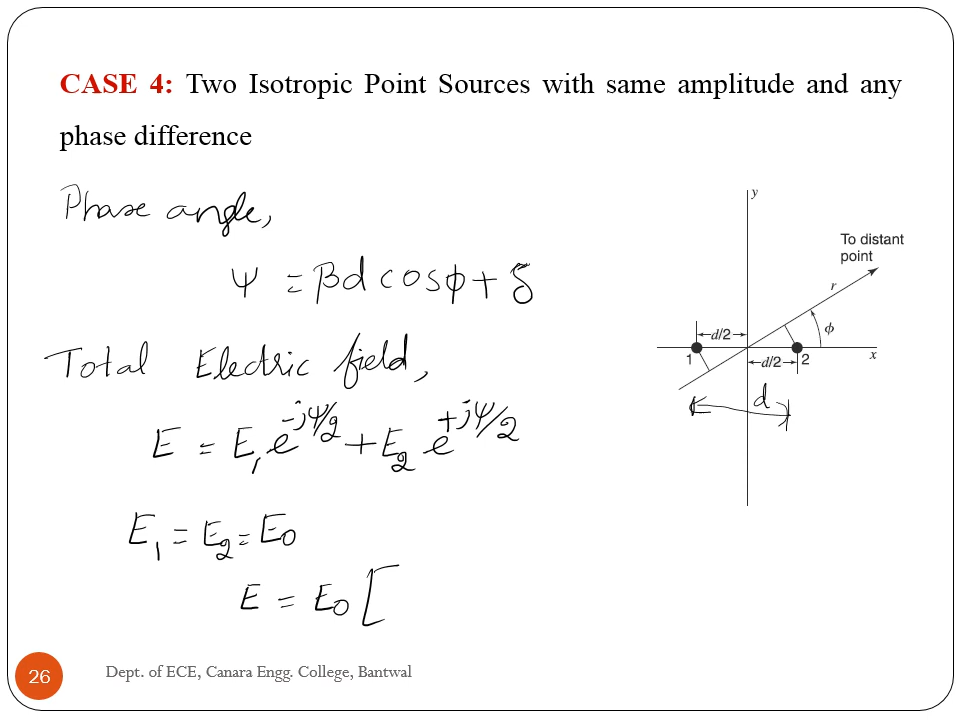 CASE 4: Two Isotropic Point Sources with same amplitude and any
phase difference
Phase angle,
ψ = βd cosϕ + δ
Total Electric field,
E = E₁ e^(-jψ/2) + E₂ e^(+jψ/2)
E₁ = E₂ = E₀
E = E₀ [
y
To distant
point
r
ϕ
d/2
1
d/2
2
x
d
26
Dept. of ECE, Canara Engg. College, Bantwal